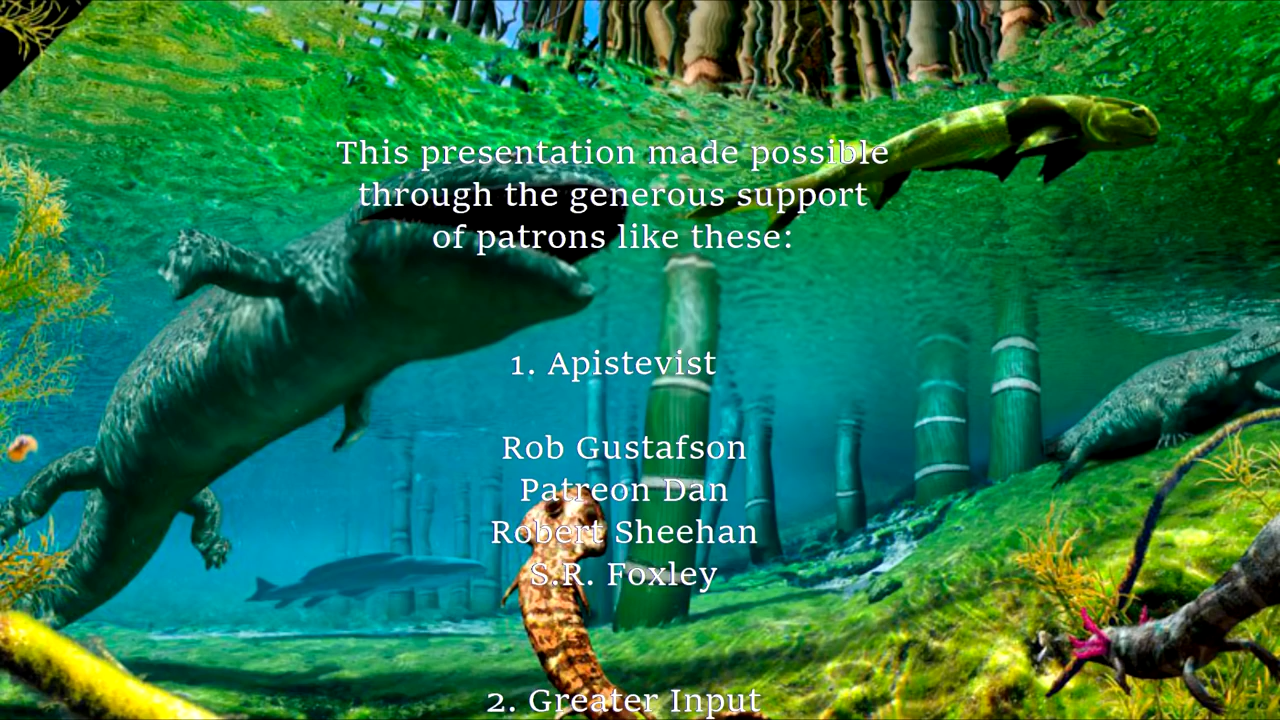 This presentation made possible
through the generous support
of patrons like these:
1. Apistevist
Rob Gustafson
Patreon Dan
Robert Sheehan
S.R. Foxley
2. Greater Input